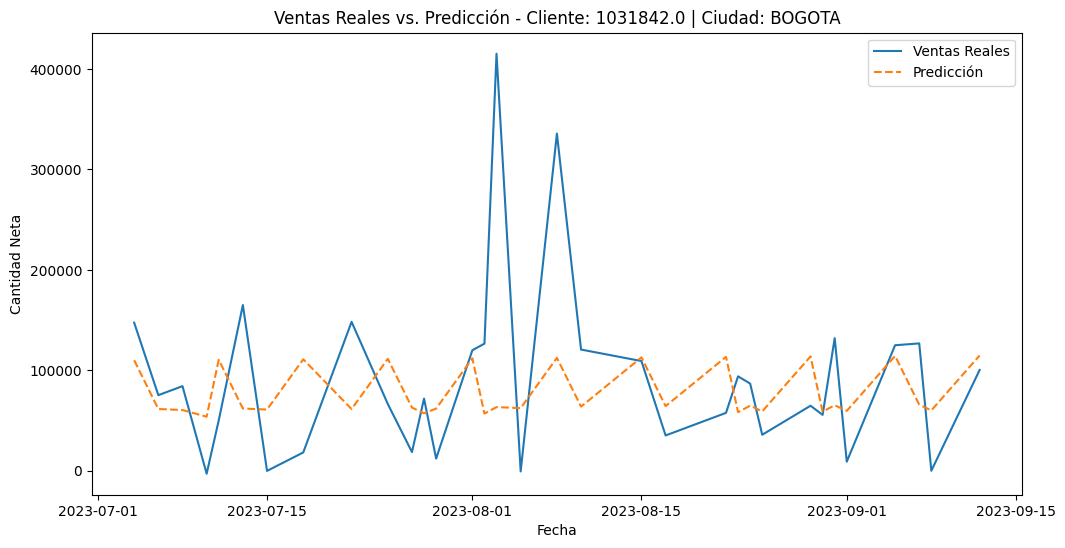 Ventas Reales vs. Predicción - Cliente: 1031842.0 | Ciudad: BOGOTA
Ventas Reales
Predicción
400000
300000
200000
100000
0
Cantidad Neta
2023-07-01
2023-07-15
2023-08-01
2023-08-15
2023-09-01
2023-09-15
Fecha